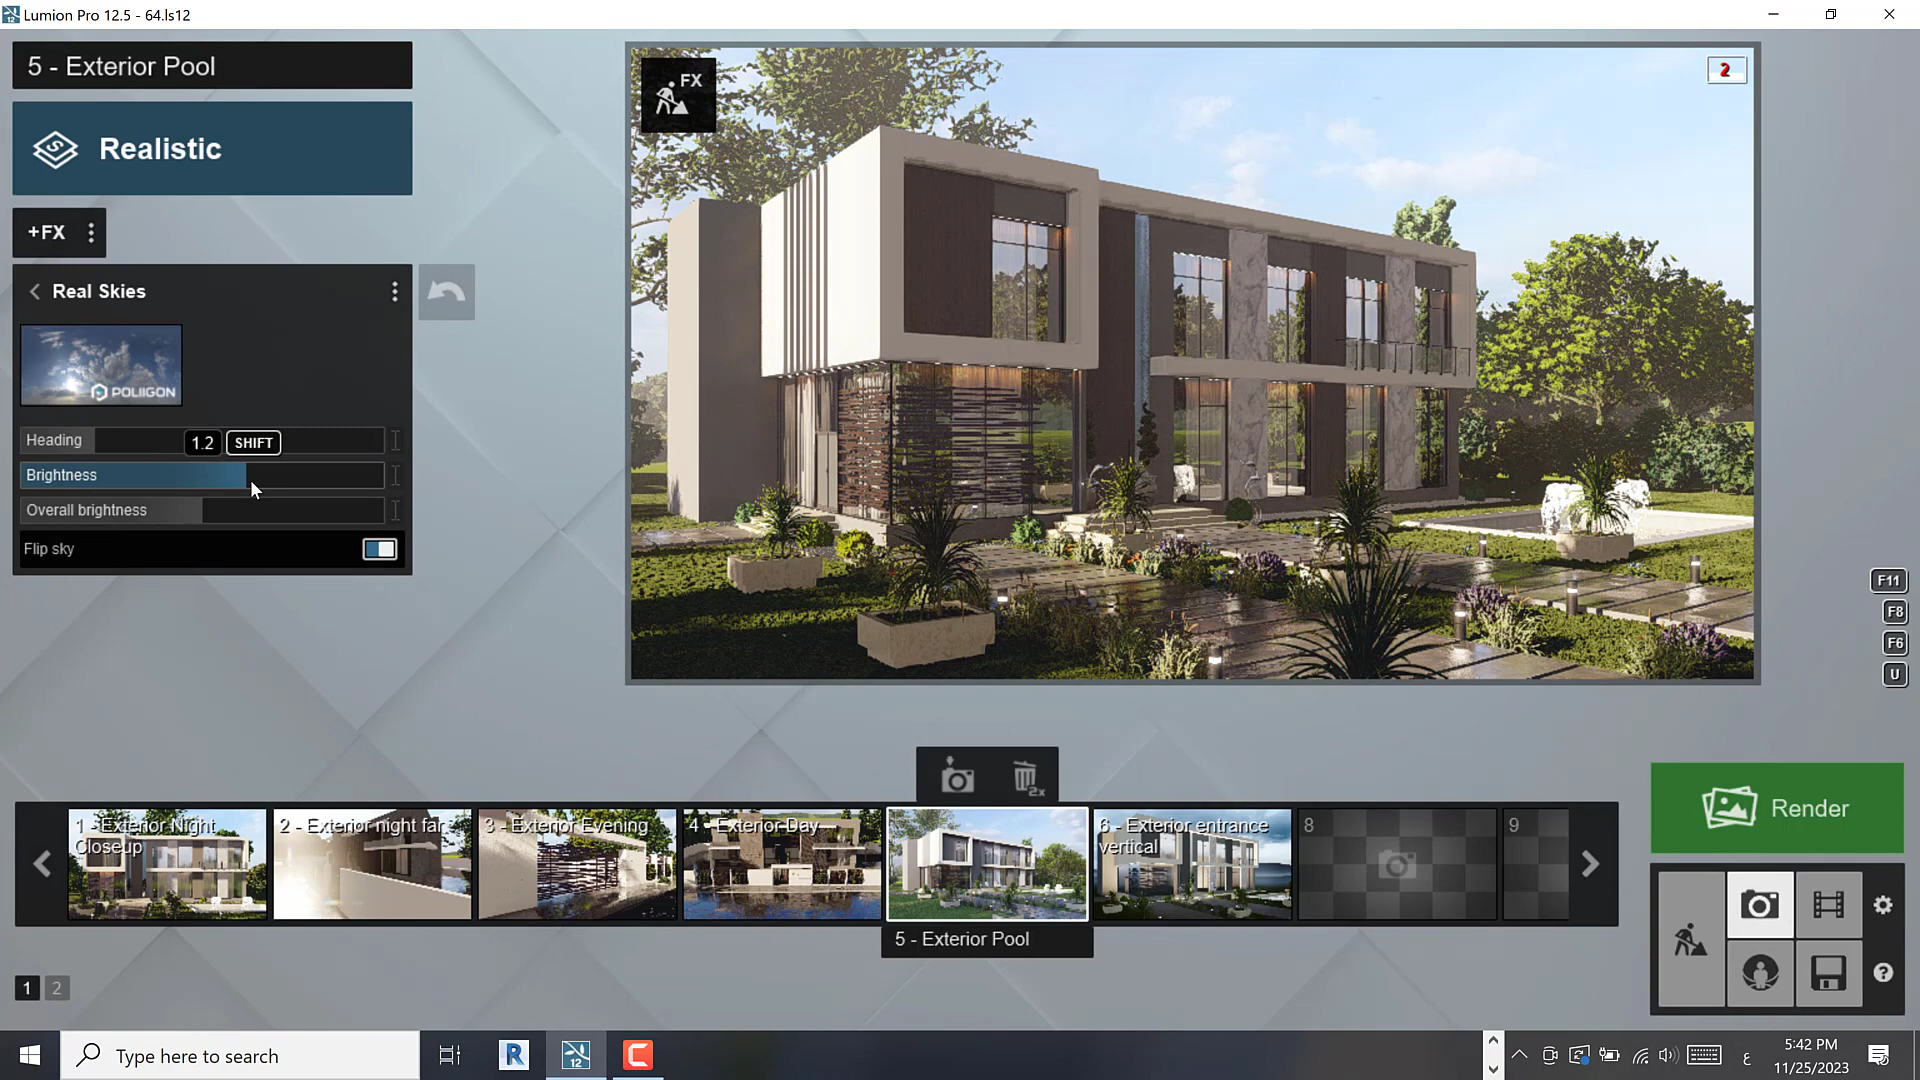 Lumion Pro 12.5 - 64.ls12
5 - Exterior Pool
Realistic
+FX
Real Skies
POLIIGON
Heading
1.2 SHIFT
Brightness
Overall brightness
Flip sky
FX
2
F11
F8
F6
U
2x
1 - Exterior Night
Closeup
2 - Exterior night far
3 - Exterior Evening
4 - Exterior Day
6 - Exterior entrance
vertical
8
9
5 - Exterior Pool
Render
1 2
Type here to search
R
12
C
ع
5:42 PM
11/25/2023